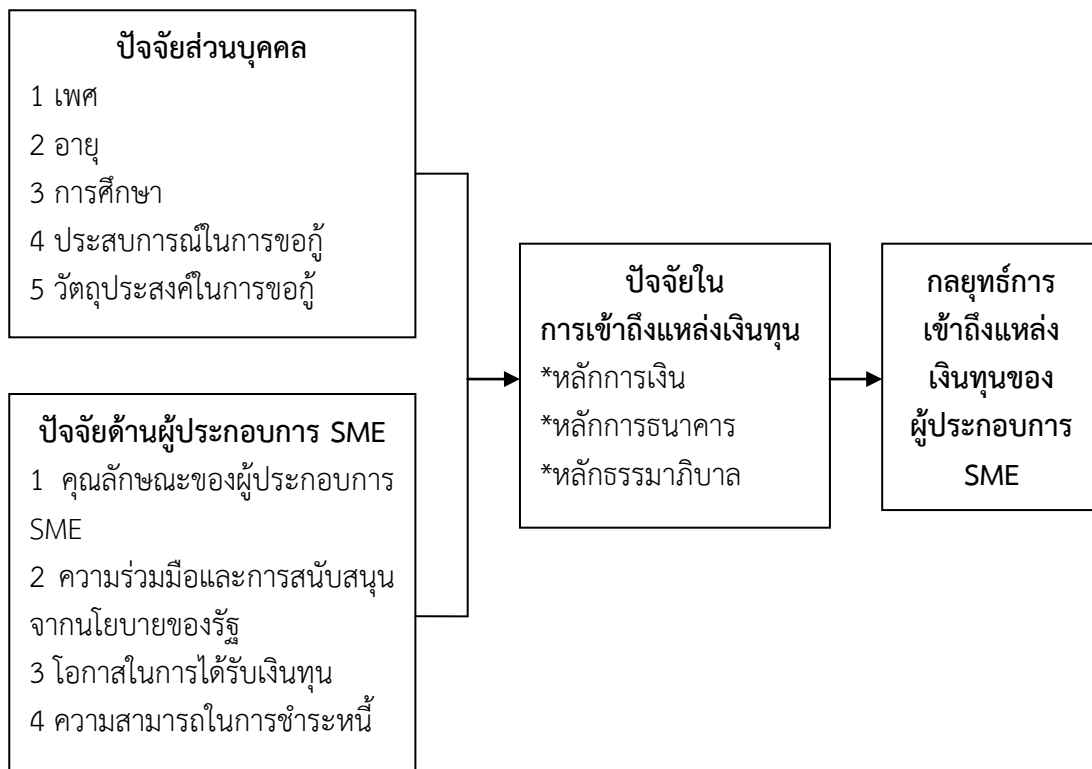 ปัจจัยส่วนบุคคล
1 เพศ
2 อายุ
3 การศึกษา
4 ประสบการณ์ในการขอกู้
5 วัตถุประสงค์ในการขอกู้
ปัจจัยด้านผู้ประกอบการ SME
1 คุณลักษณะของผู้ประกอบการ
SME
2 ความร่วมมือและการสนับสนุน
จากนโยบายของรัฐ
3 โอกาสในการได้รับเงินทุน
4 ความสามารถในการชำระหนี้
ปัจจัยใน
การเข้าถึงแหล่งเงินทุน
*หลักการเงิน
*หลักการธนาคาร
*หลักธรรมาภิบาล
กลยุทธ์การ
เข้าถึงแหล่ง
เงินทุนของ
ผู้ประกอบการ
SME